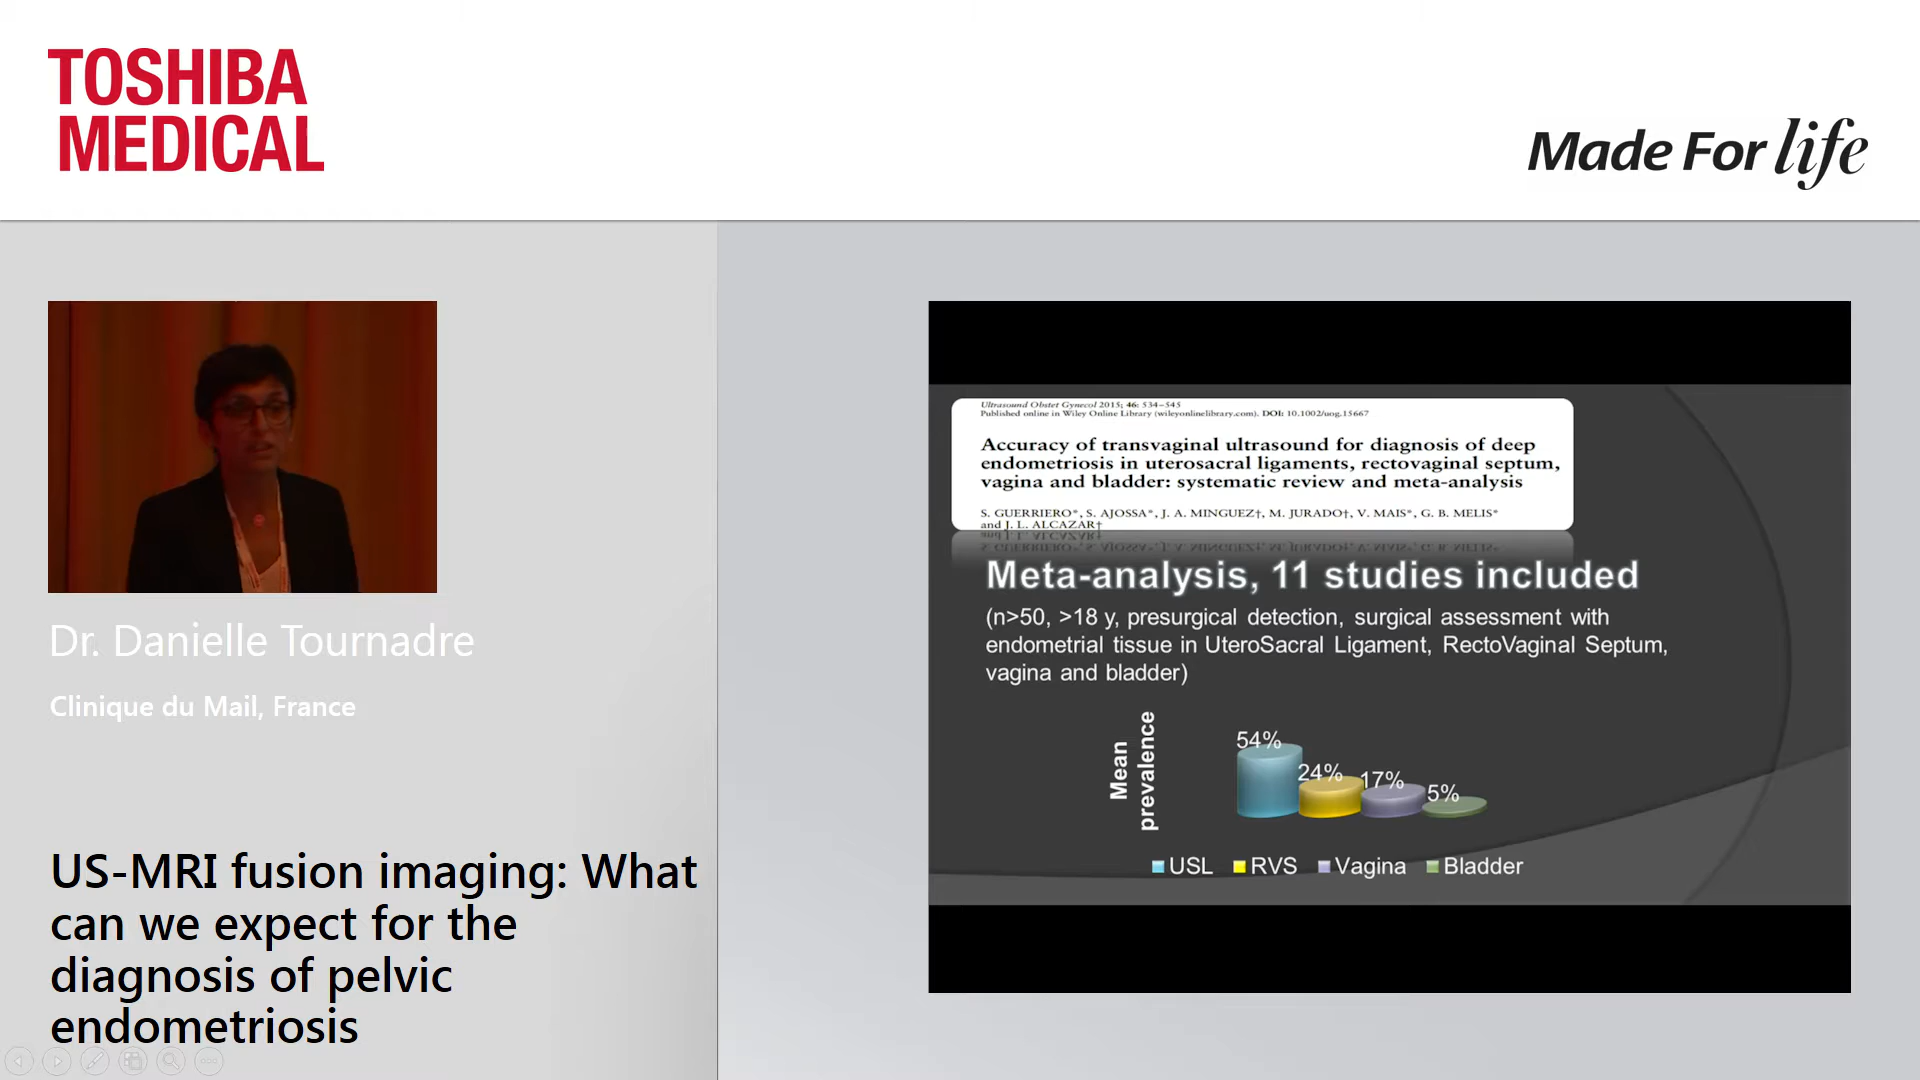 TOSHIBA
MEDICAL
Made For life
Dr. Danielle Tournadre
Clinique du Mail, France
US-MRI fusion imaging: What
can we expect for the
diagnosis of pelvic
endometriosis
Ultrasound Obstet Gynecol 2015; 46: 534–545
Published online in Wiley Online Library (wileyonlinelibrary.com). DOI: 10.1002/uog.15667
Accuracy of transvaginal ultrasound for diagnosis of deep
endometriosis in uterosacral ligaments, rectovaginal septum,
vagina and bladder: systematic review and meta-analysis
S. GUERRIERO*, S. AJOSSA*, J. A. MINGUEZ†, M. JURADO†, V. MAIS*, G. B. MELIS*
and J. L. ALCAZAR†
Meta-analysis, 11 studies included
(n>50, >18 y, presurgical detection, surgical assessment with
endometrial tissue in UteroSacral Ligament, RectoVaginal Septum,
vagina and bladder)
Mean
prevalence
54%
24%
17%
5%
USL RVS Vagina Bladder